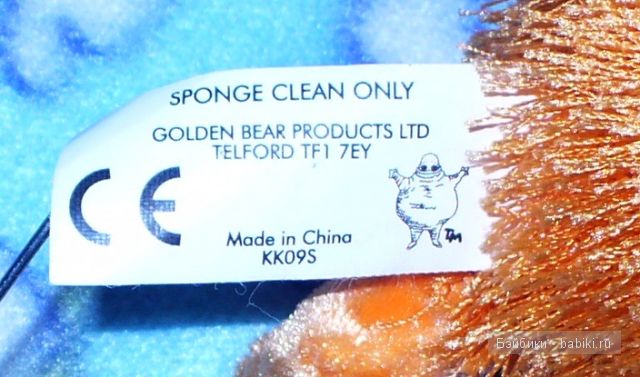 SPONGE CLEAN ONLY
GOLDEN BEAR PRODUCTS LTD
TELFORD TF1 7EY
CE
Made in China
KK09S
Бэйбики - babiki.ru